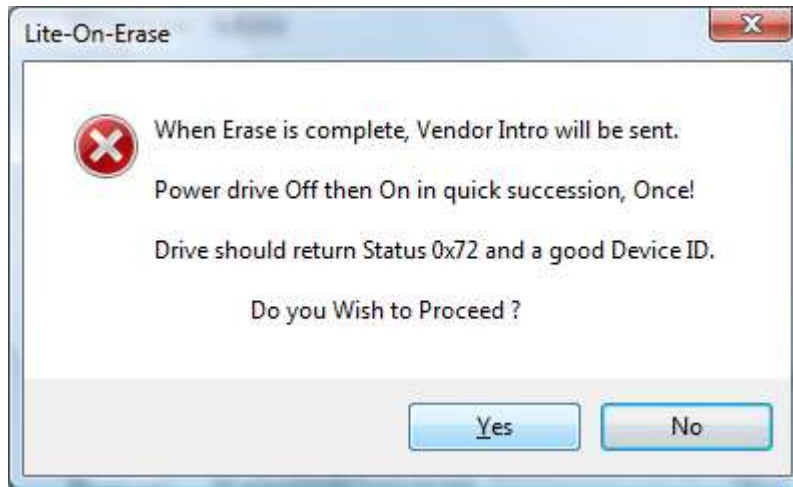 Lite-On-Erase
When Erase is complete, Vendor Intro will be sent.
Power drive Off then On in quick succession, Once!
Drive should return Status 0x72 and a good Device ID.
Do you Wish to Proceed ?
Yes
No